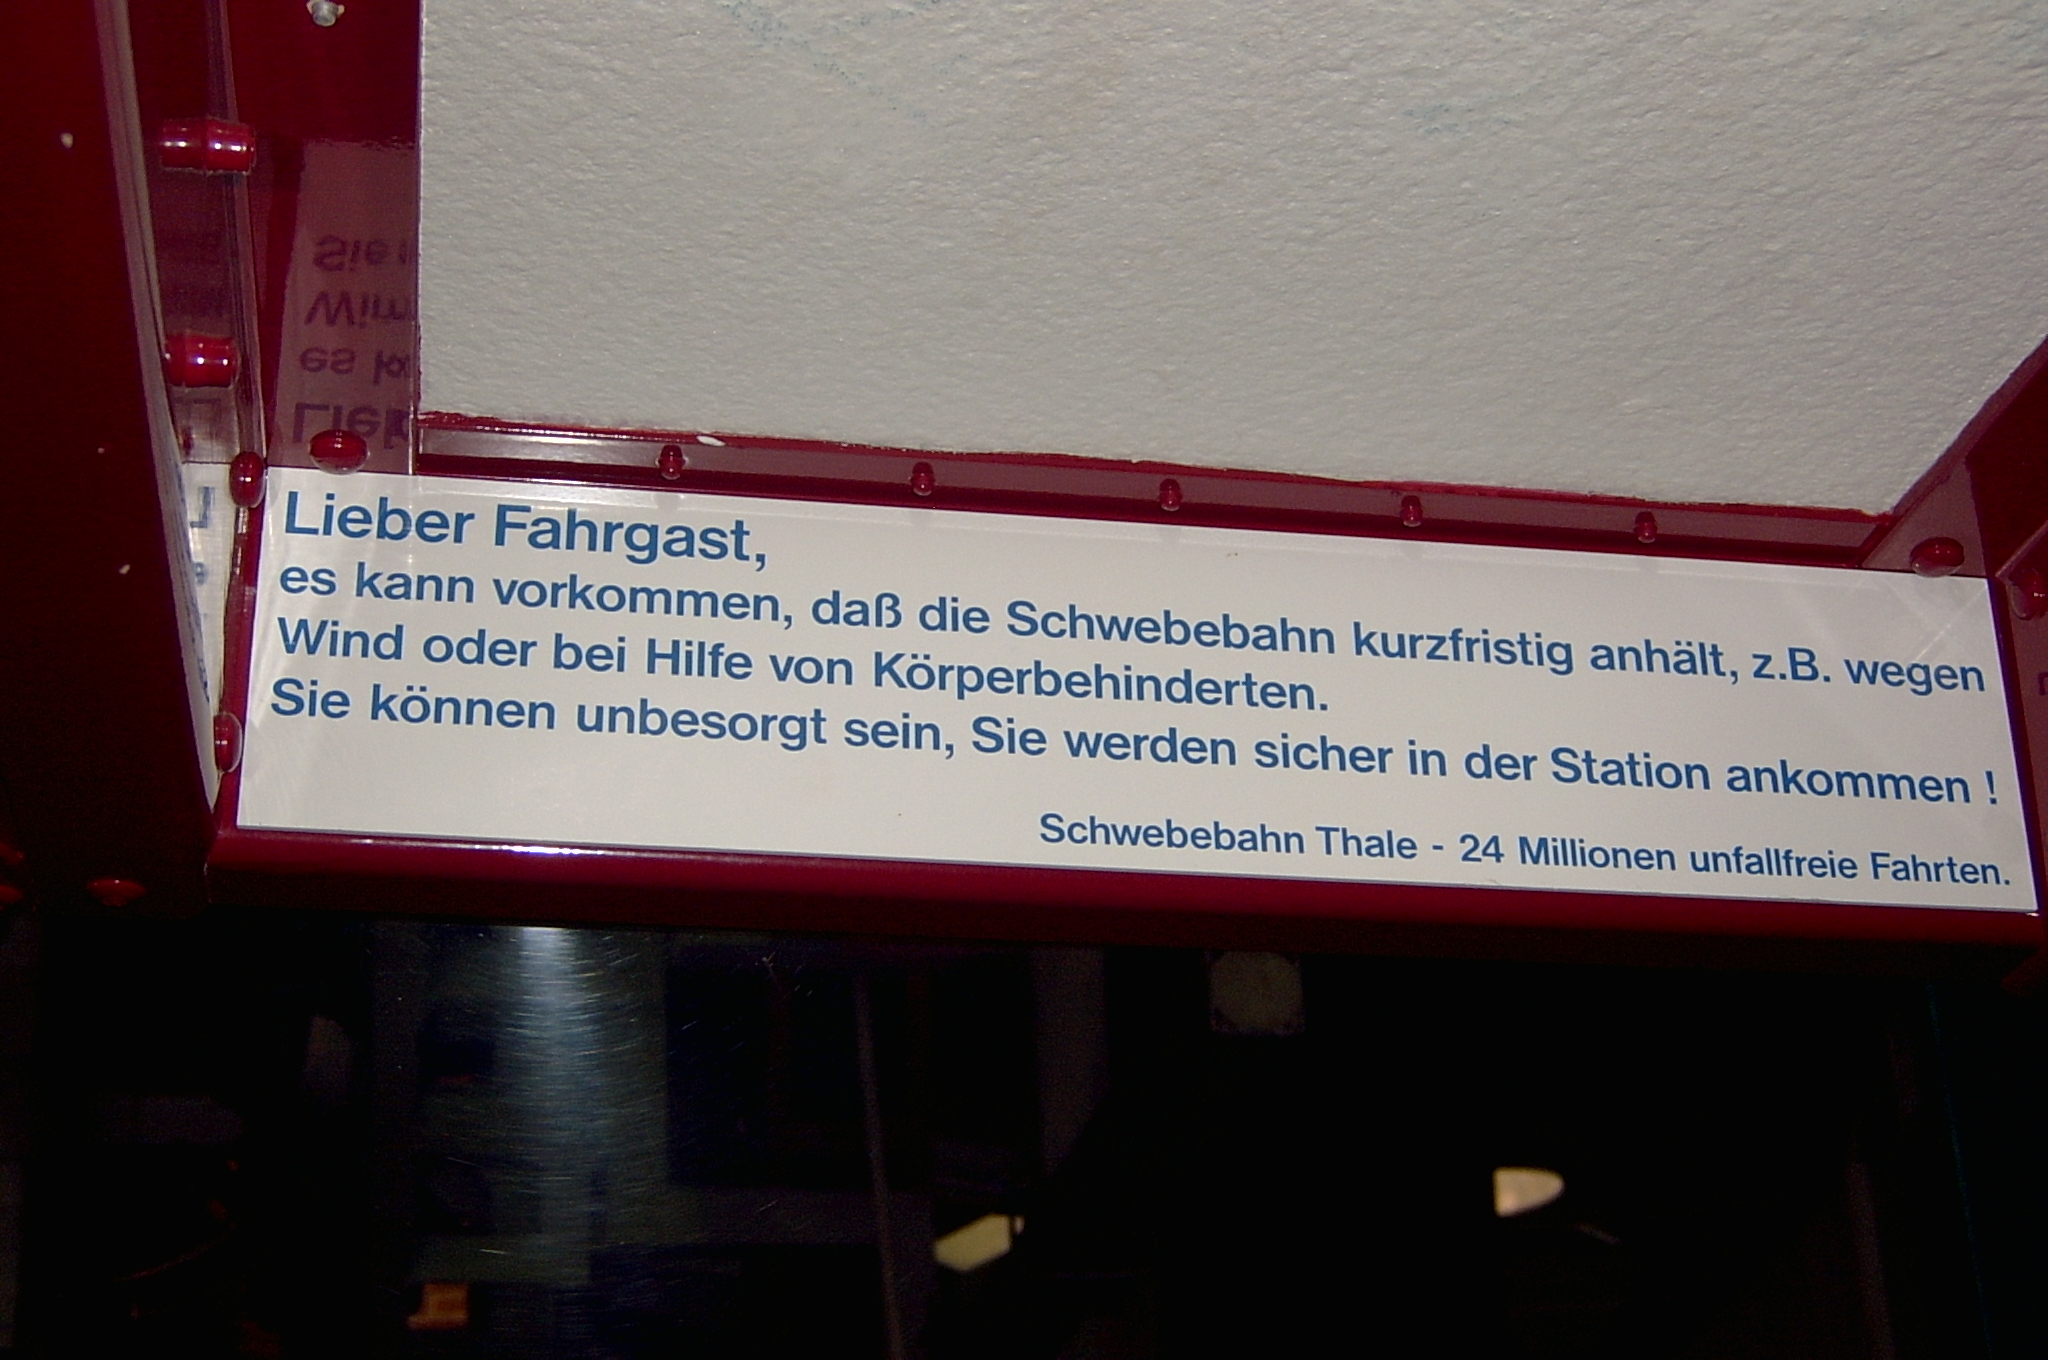 Lieber Fahrgast,
es kann vorkommen, daß die Schwebebahn kurzfristig anhält, z.B. wegen
Wind oder bei Hilfe von Körperbehinderten.
Sie können unbesorgt sein, Sie werden sicher in der Station ankommen !
Schwebebahn Thale - 24 Millionen unfallfreie Fahrten.